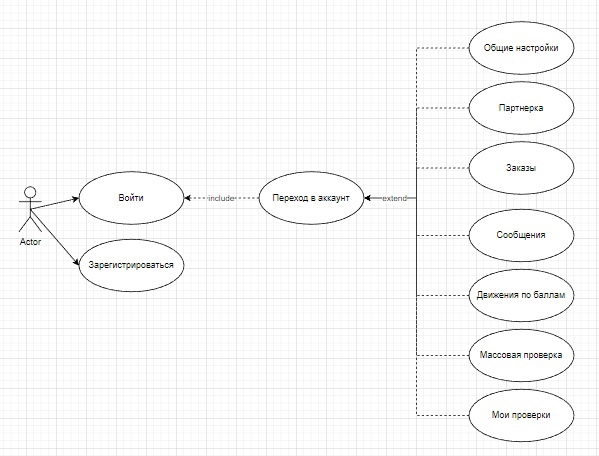 Общие настройки
Партнерка
Заказы
Actor
Войти
include
Переход в аккаунт
extend
Зарегистрироваться
Сообщения
Движения по баллам
Массовая проверка
Мои проверки